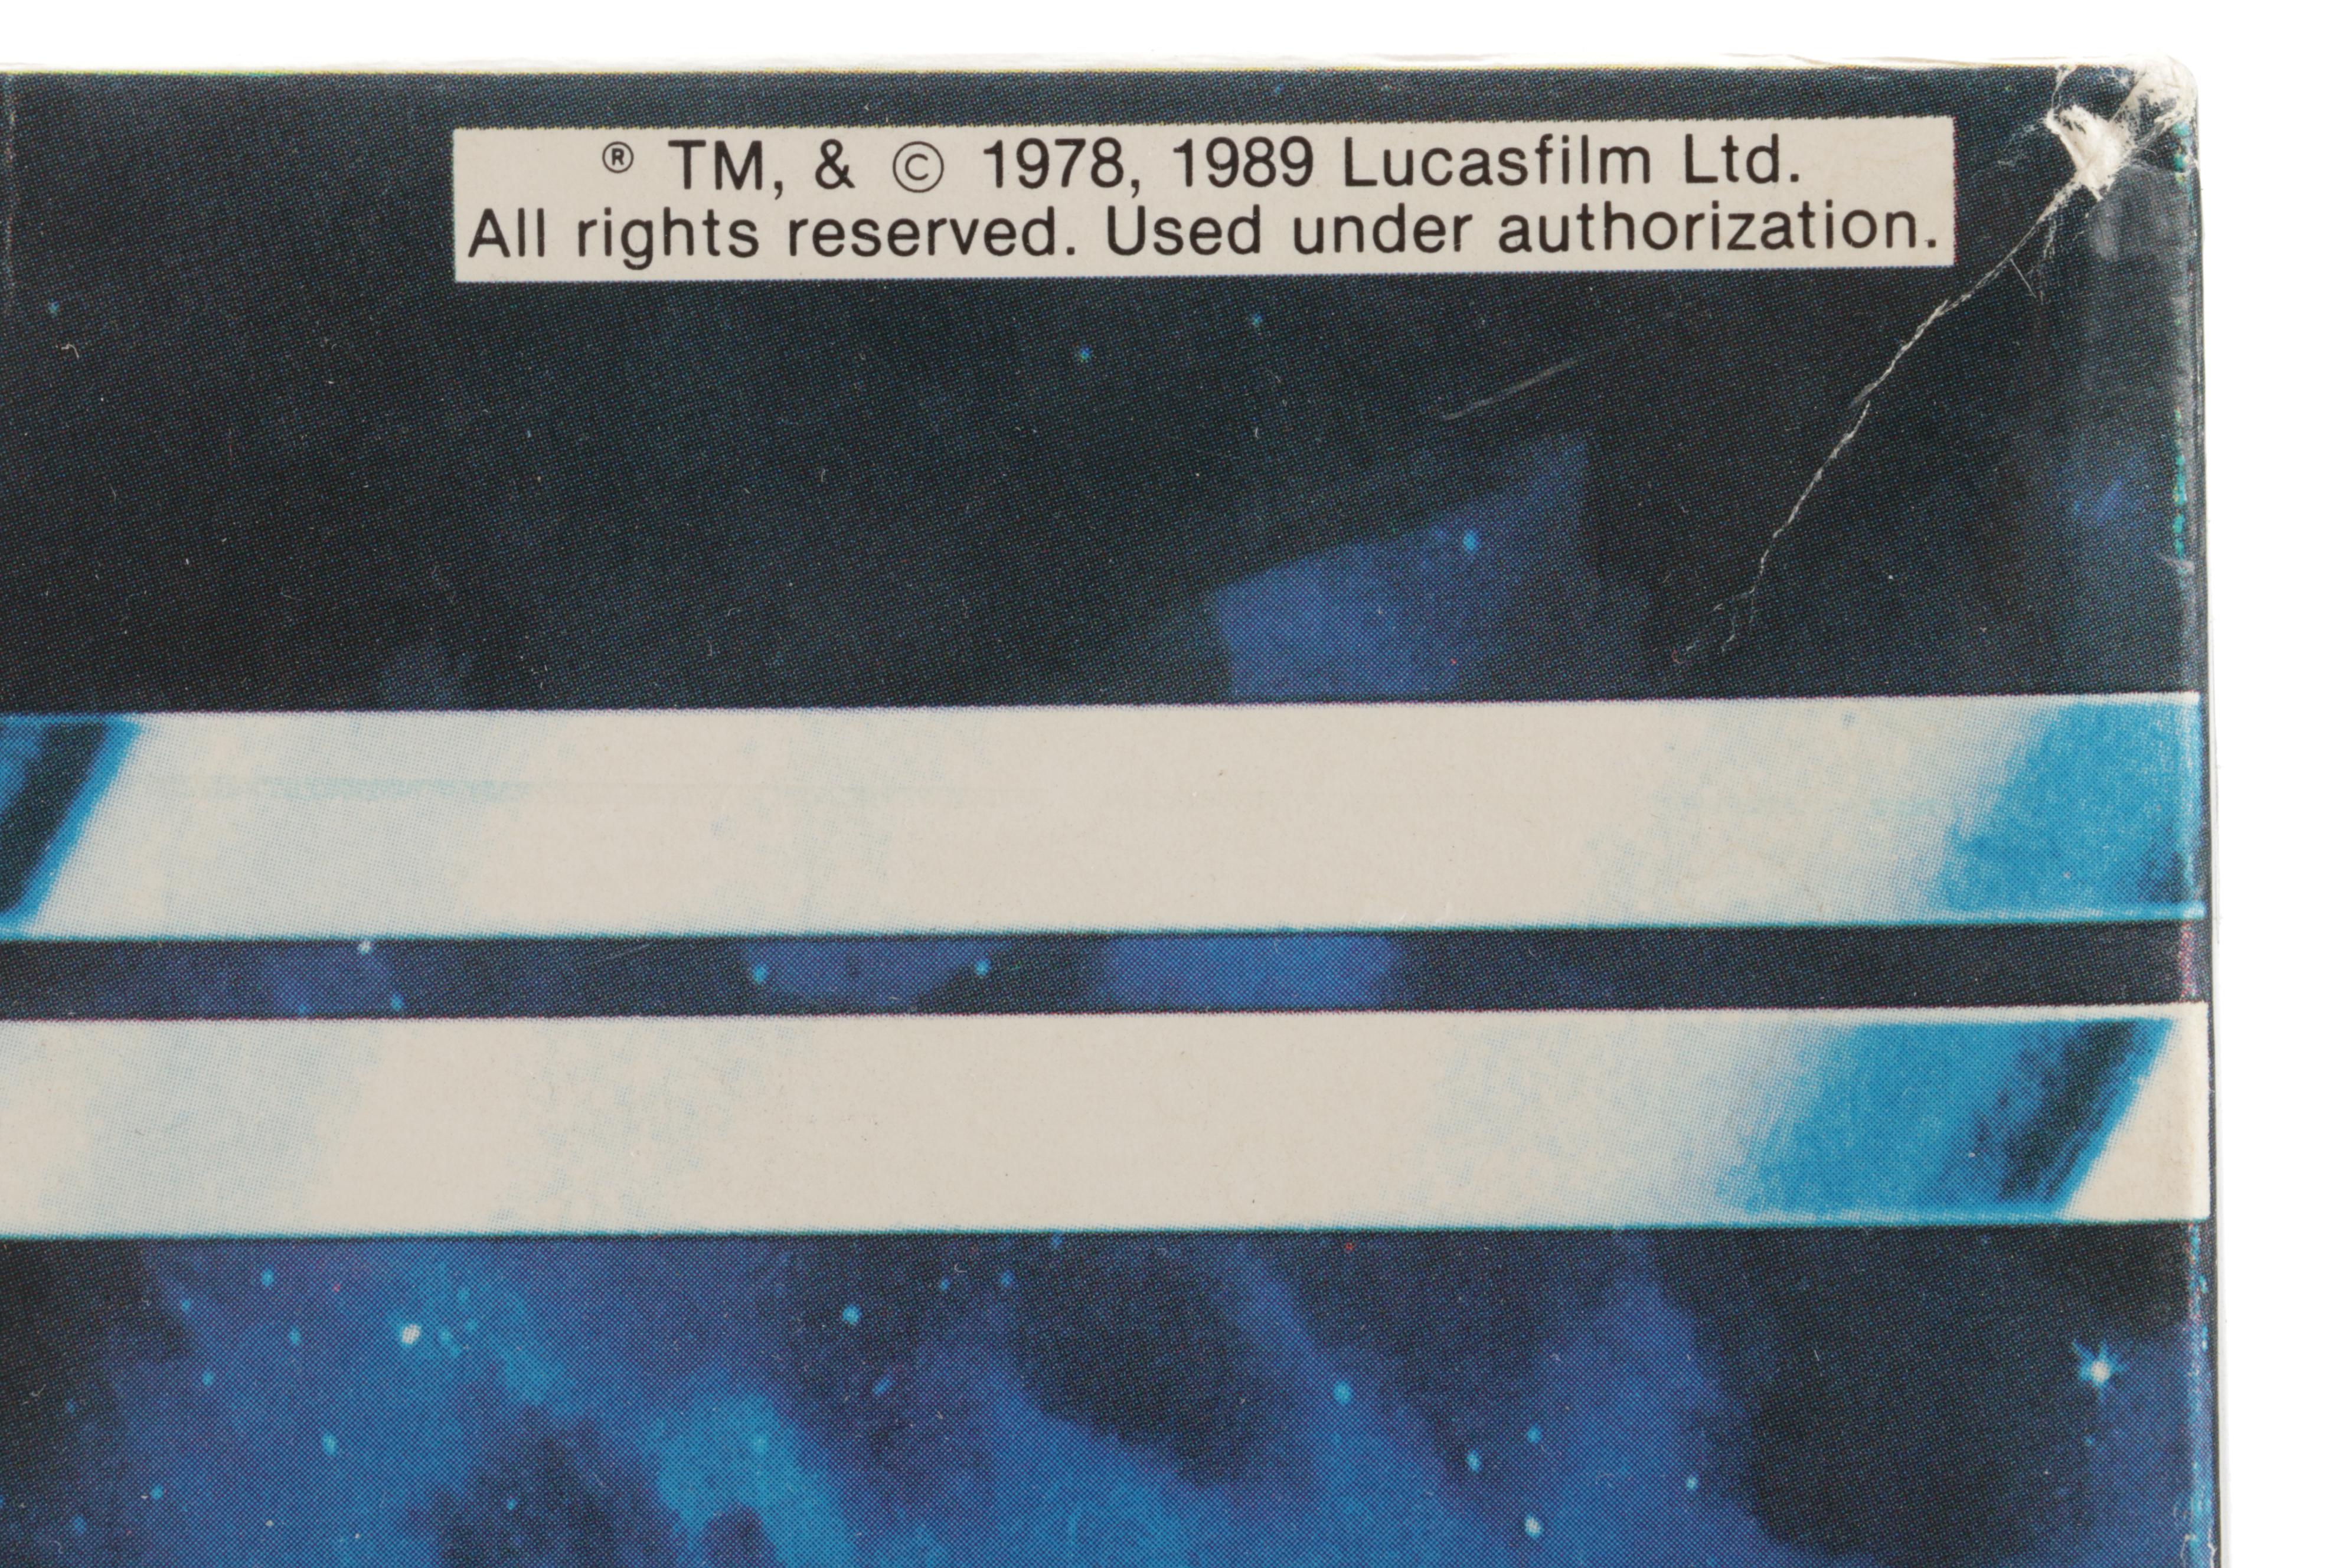 ® TM, & © 1978, 1989 Lucasfilm Ltd.
All rights reserved. Used under authorization.